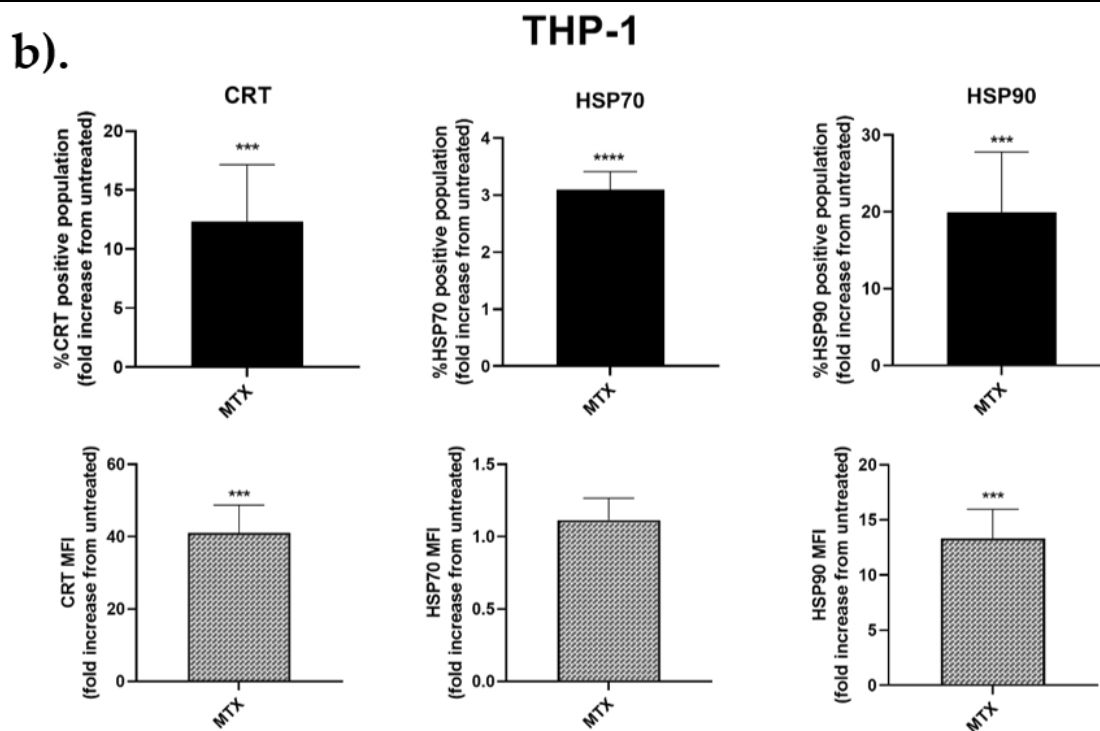 THP-1
b).
CRT
%CRT positive population
(fold increase from untreated)
20
15
10
5
0
***
MTX
HSP70
%HSP70 positive population
(fold increase from untreated)
4
3
2
1
0
****
MTX
HSP90
%HSP90 positive population
(fold increase from untreated)
30
20
10
0
***
MTX
CRT MFI
(fold increase from untreated)
60
40
20
0
***
MTX
HSP70 MFI
(fold increase from untreated)
1.5
1.0
0.5
0.0
MTX
HSP90 MFI
(fold increase from untreated)
20
15
10
5
0
***
MTX